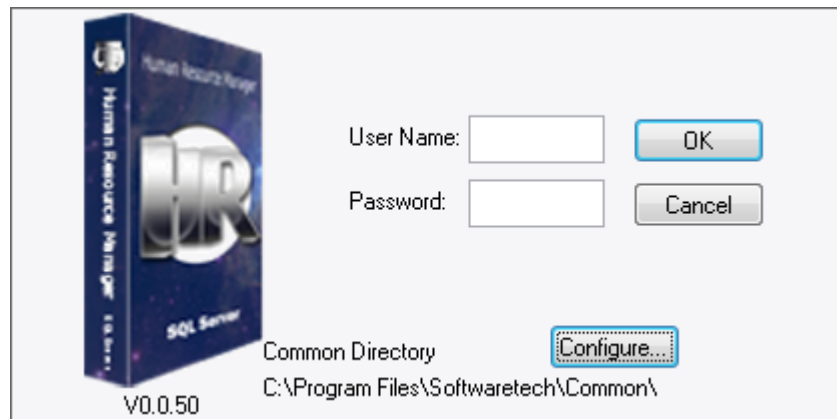 Human Resource Manager
Human Resource Manager
HR
SQL Server
User Name:
OK
Password:
Cancel
Common Directory
Configure...
C:\Program Files\Softwaretech\Common\
V0.0.50